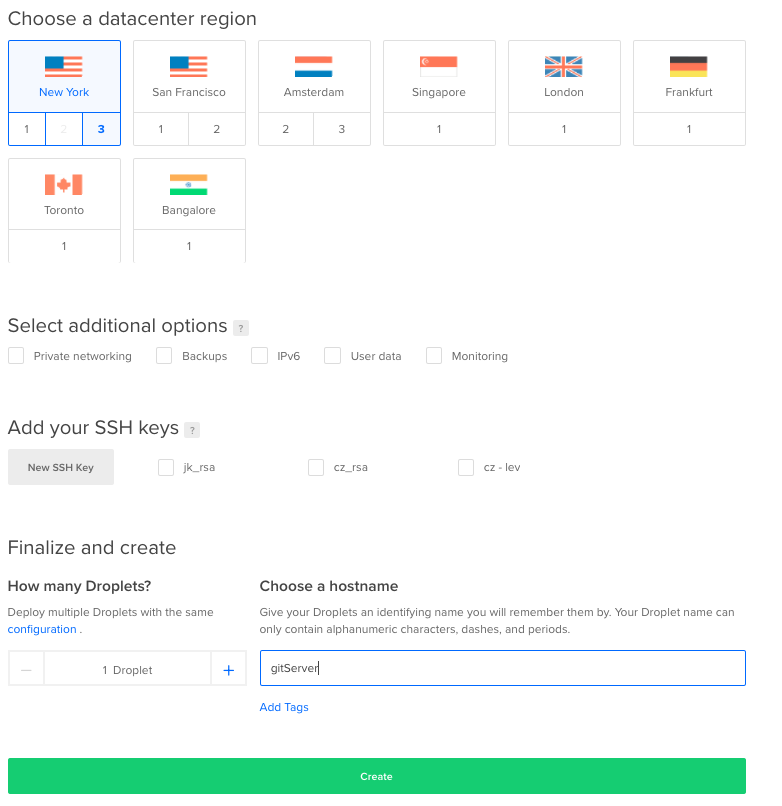 Choose a datacenter region
New York San Francisco Amsterdam Singapore London Frankfurt
1 2 3 1 2 2 3 1 1 1
Toronto Bangalore
1 1
Select additional options ?
Private networking Backups IPv6 User data Monitoring
Add your SSH keys ?
New SSH Key jk_rsa cz_rsa cz - lev
Finalize and create
How many Droplets?
Deploy multiple Droplets with the same
configuration .
− 1 Droplet +
Choose a hostname
Give your Droplets an identifying name you will remember them by. Your Droplet name can
only contain alphanumeric characters, dashes, and periods.
gitServer
Add Tags
Create